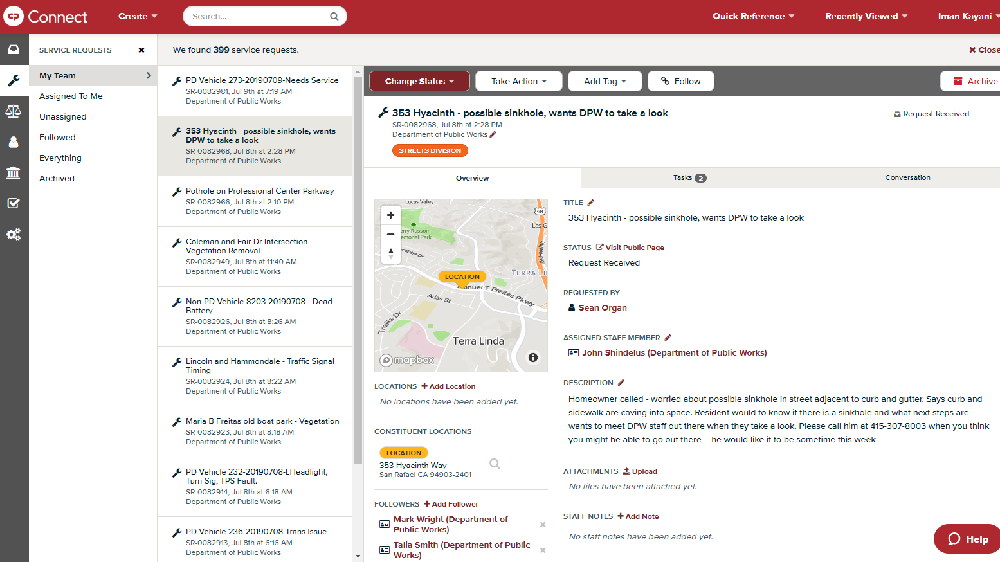 Connect
Create
Search...
Quick Reference
Recently Viewed
Iman Kayani
SERVICE REQUESTS
My Team
Assigned To Me
Unassigned
Followed
Everything
Archived
We found 399 service requests.
Close
PD Vehicle 273-20190709-Needs Service
SR-0082981, Jul 9th at 7:19 AM
Department of Public Works
353 Hyacinth - possible sinkhole, wants
DPW to take a look
SR-0082968, Jul 8th at 2:28 PM
Department of Public Works
Pothole on Professional Center Parkway
SR-0082966, Jul 8th at 2:10 PM
Department of Public Works
Coleman and Fair Dr Intersection -
Vegetation Removal
SR-0082949, Jul 8th at 11:40 AM
Department of Public Works
Non-PD Vehicle 8203 20190708 - Dead
Battery
SR-0082926, Jul 8th at 8:26 AM
Department of Public Works
Lincoln and Hammondale - Traffic Signal
Timing
SR-0082924, Jul 8th at 8:22 AM
Department of Public Works
Maria B Freitas old boat park - Vegetation
SR-0082923, Jul 8th at 8:18 AM
Department of Public Works
PD Vehicle 232-20190708-LHeadlight,
Turn Sig, TPS Fault.
SR-0082914, Jul 8th at 6:18 AM
Department of Public Works
PD Vehicle 236-20190708-Trans Issue
SR-0082913, Jul 8th at 6:16 AM
Department of Public Works
Change Status
Take Action
Add Tag
Follow
Archive
353 Hyacinth - possible sinkhole, wants DPW to take a look
SR-0082968, Jul 8th at 2:28 PM
Department of Public Works
STREETS DIVISION
Request Received
Overview
Tasks 2
Conversation
Lucas Valley
101
Las G
erry Russom
emorial Park
Redwood Hwy
TERRA LI
LOCATION
Manuel T Freitas Pkwy
Arias St
Trellis Dr
Terra Linda
mapbox
LOCATIONS + Add Location
No locations have been added yet.
CONSTITUENT LOCATIONS
LOCATION
353 Hyacinth Way
San Rafael CA 94903-2401
FOLLOWERS + Add Follower
Mark Wright (Department of
Public Works)
Talia Smith (Department of Public
Works)
TITLE
353 Hyacinth - possible sinkhole, wants DPW to take a look
STATUS Visit Public Page
Request Received
REQUESTED BY
Sean Organ
ASSIGNED STAFF MEMBER
John Shindelus (Department of Public Works)
DESCRIPTION
Homeowner called - worried about possible sinkhole in street adjacent to curb and gutter. Says curb and
sidewalk are caving into space. Resident would to know if there is a sinkhole and what next steps are -
wants to meet DPW staff out there when they take a look. Please call him at 415-307-8003 when you think
you might be able to go out there -- he would like it to be sometime this week
ATTACHMENTS Upload
No files have been attached yet.
STAFF NOTES + Add Note
No staff notes have been added yet.
Help